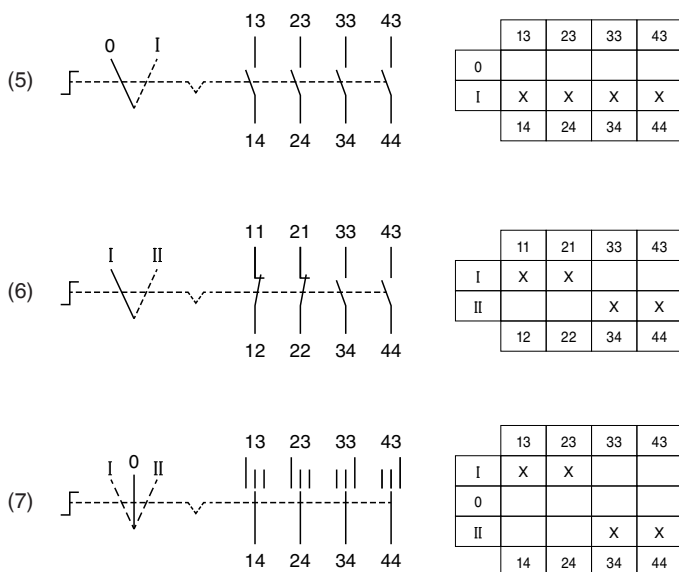 13 23 33 43
0 I
(5)
14 24 34 44
13 23 33 43
0
I X X X X
14 24 34 44
11 21 33 43
I II
(6)
12 22 34 44
11 21 33 43
I X X
II X X
12 22 34 44
13 23 33 43
I 0 II
(7)
14 24 34 44
13 23 33 43
I X X
0
II X X
14 24 34 44